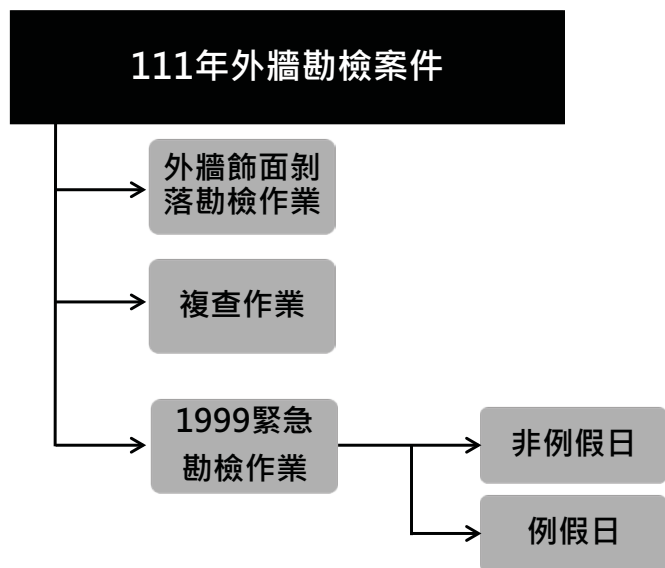 111年外牆勘檢案件
外牆飾面剝
落勘檢作業
複查作業
1999緊急
勘檢作業
非例假日
例假日